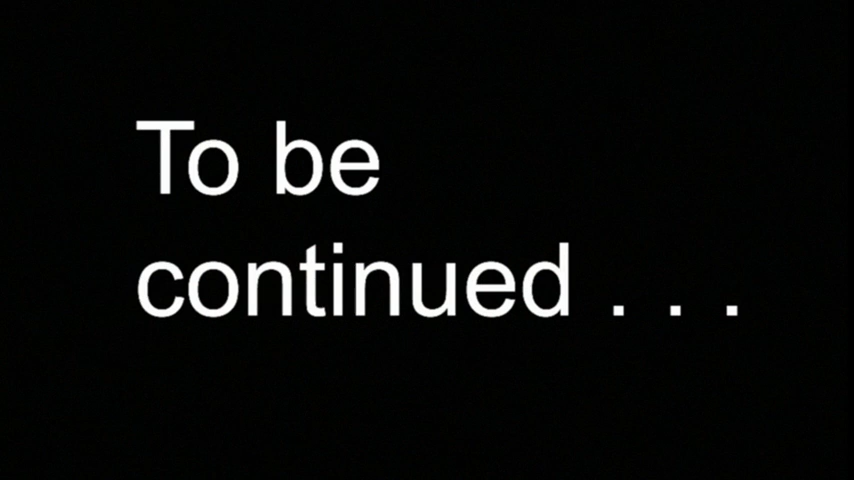 To be
continued . . .